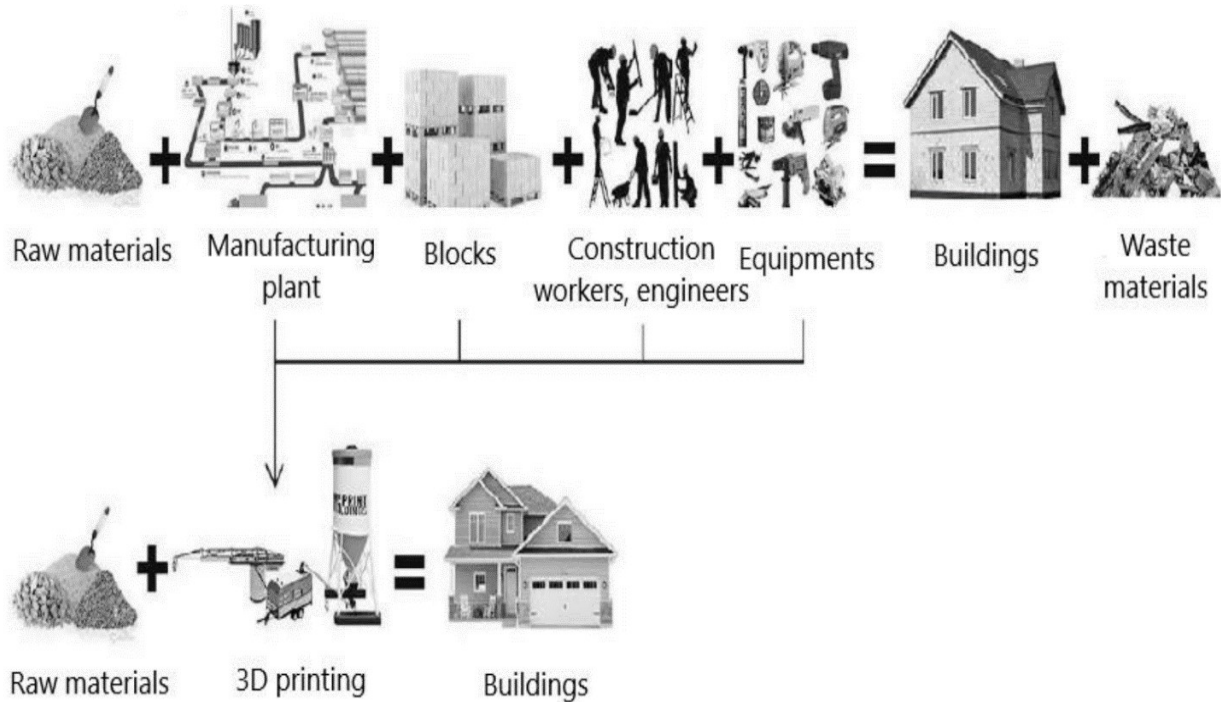 Raw materials
Manufacturing
plant
Blocks
Construction
workers, engineers
Equipments
Buildings
Waste
materials
Raw materials
3D printing
Buildings